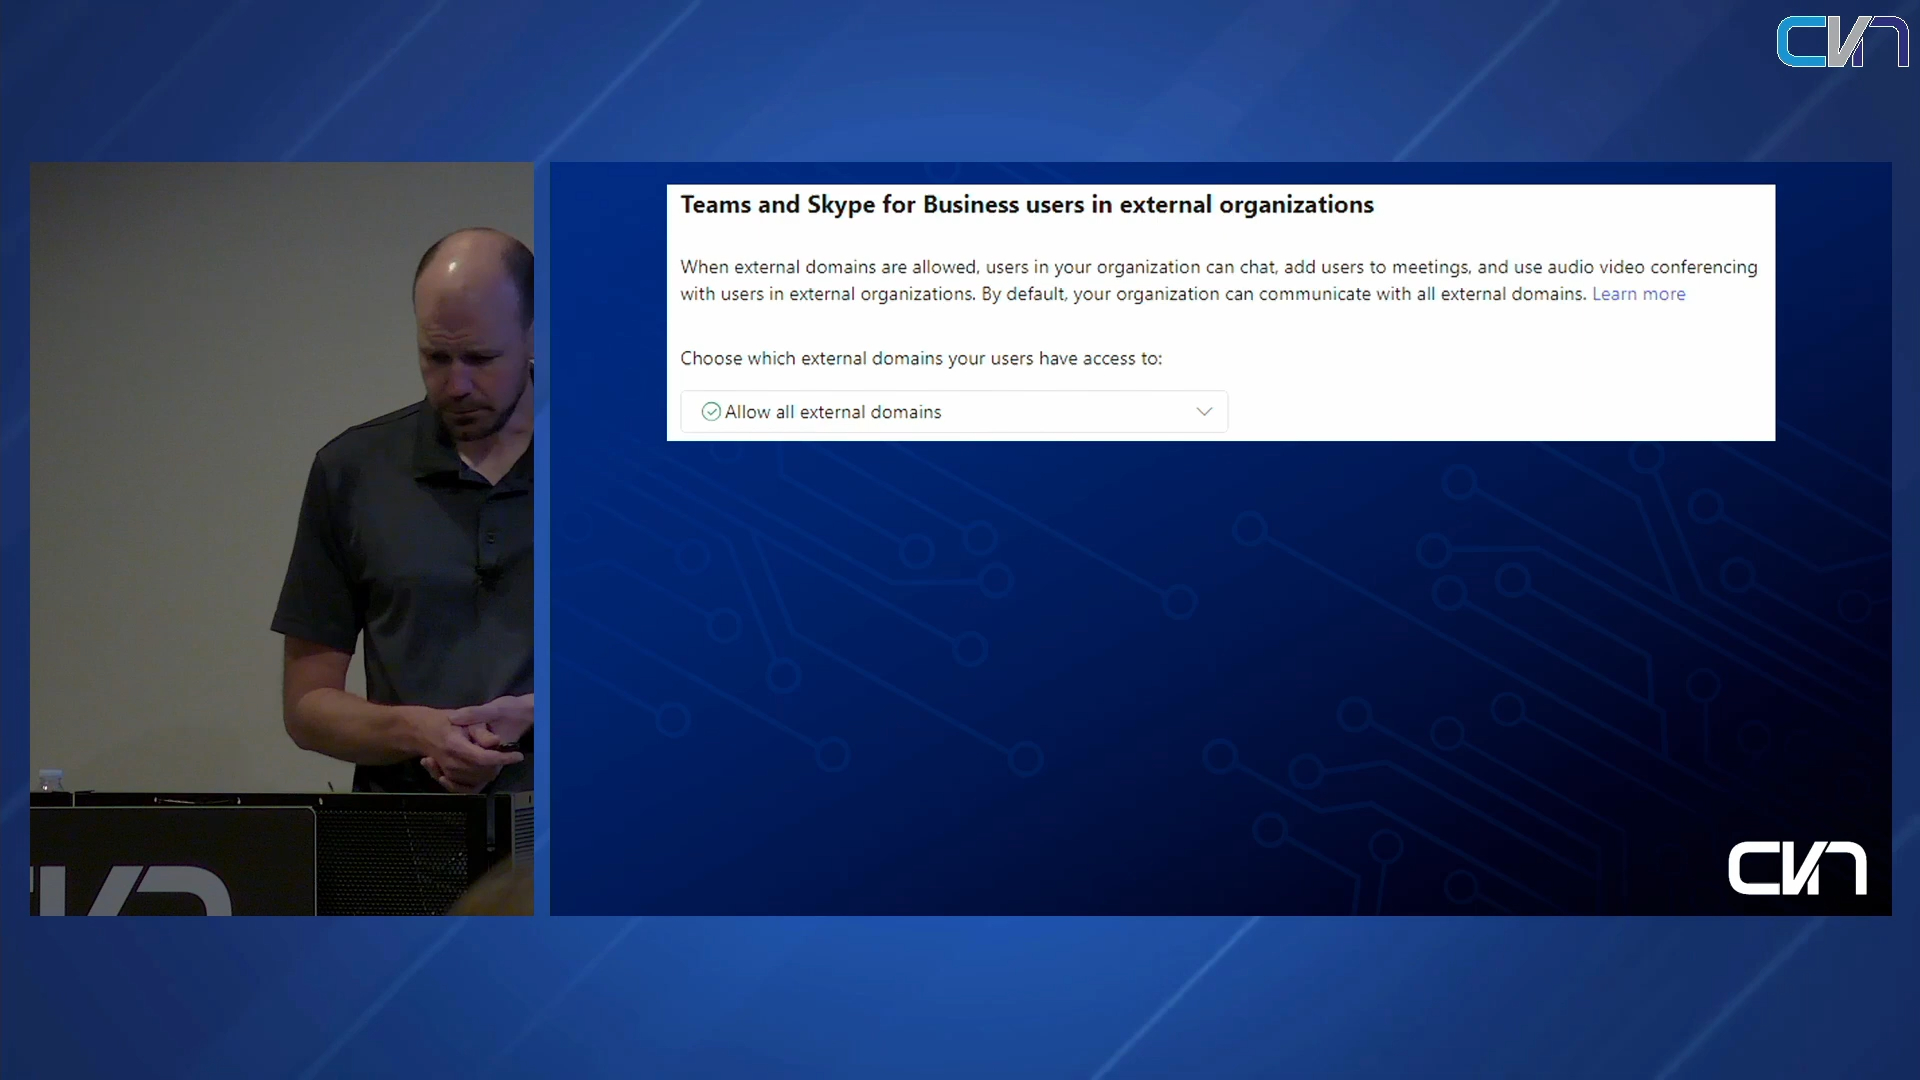 CVN
Teams and Skype for Business users in external organizations
When external domains are allowed, users in your organization can chat, add users to meetings, and use audio video conferencing
with users in external organizations. By default, your organization can communicate with all external domains. Learn more
Choose which external domains your users have access to:
Allow all external domains
CVN